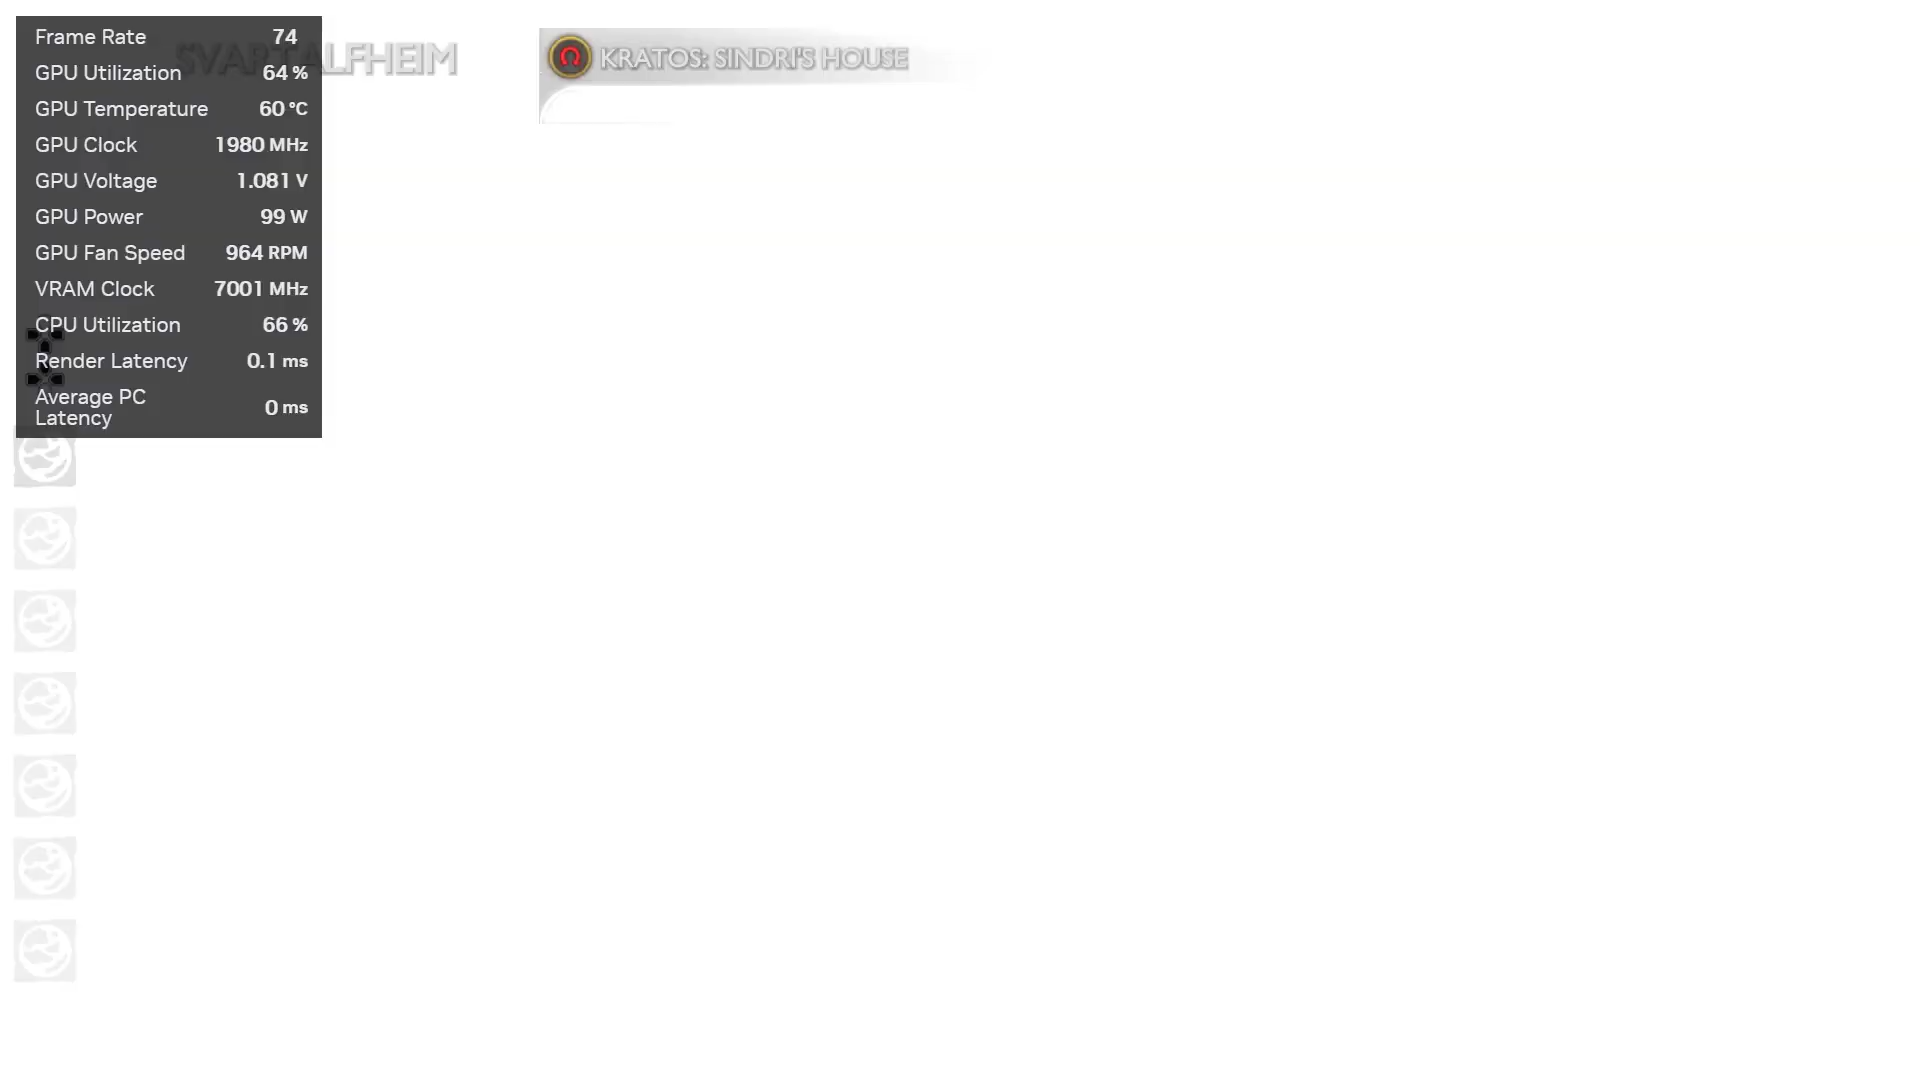 SVARTALFHEIM
KRATOS: SINDRI'S HOUSE
Frame Rate 74
GPU Utilization 64 %
GPU Temperature 60 °C
GPU Clock 1980 MHz
GPU Voltage 1.081 V
GPU Power 99 W
GPU Fan Speed 964 RPM
VRAM Clock 7001 MHz
CPU Utilization 66 %
Render Latency 0.1 ms
Average PC
Latency 0 ms